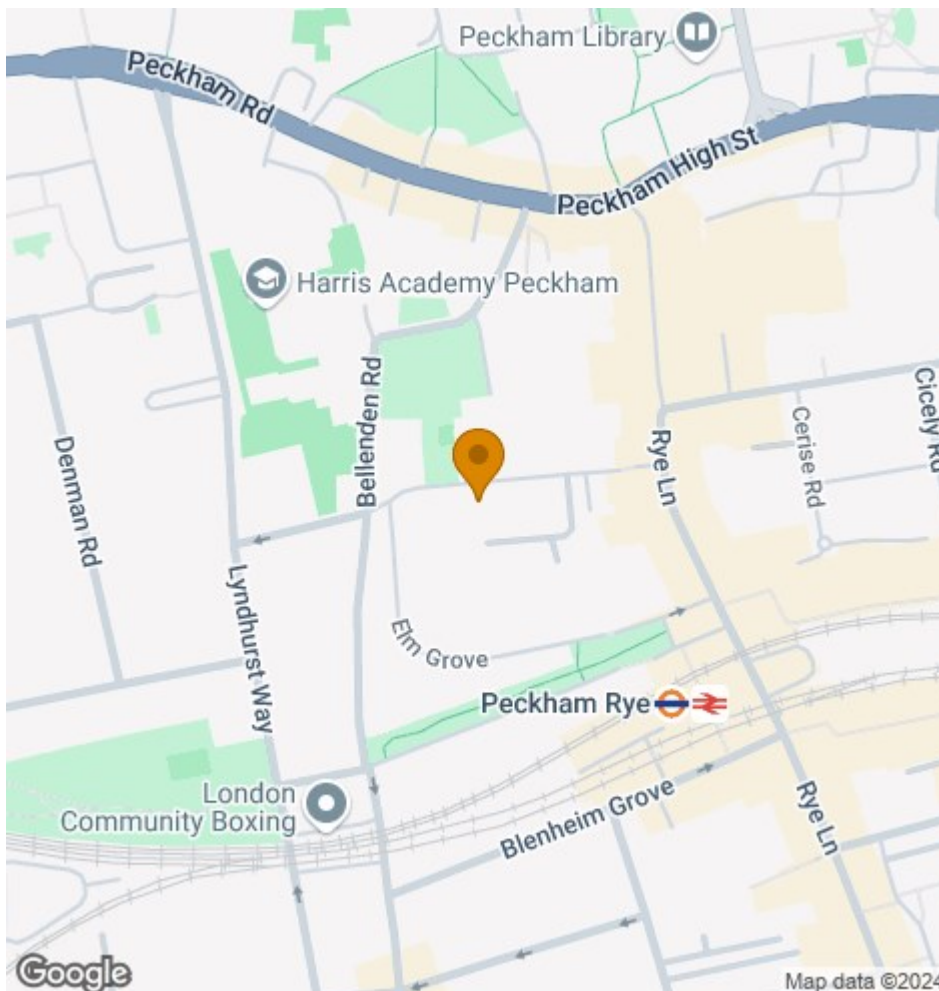 Peckham Library
Peckham Rd
Peckham High St
Harris Academy Peckham
Bellenden Rd
Cicely Rd
Cerise Rd
Rye Ln
Denman Rd
Lyndhurst Way
Elm Grove
Peckham Rye
London
Community Boxing
Blenheim Grove
Rye Ln
Google
Map data ©2024